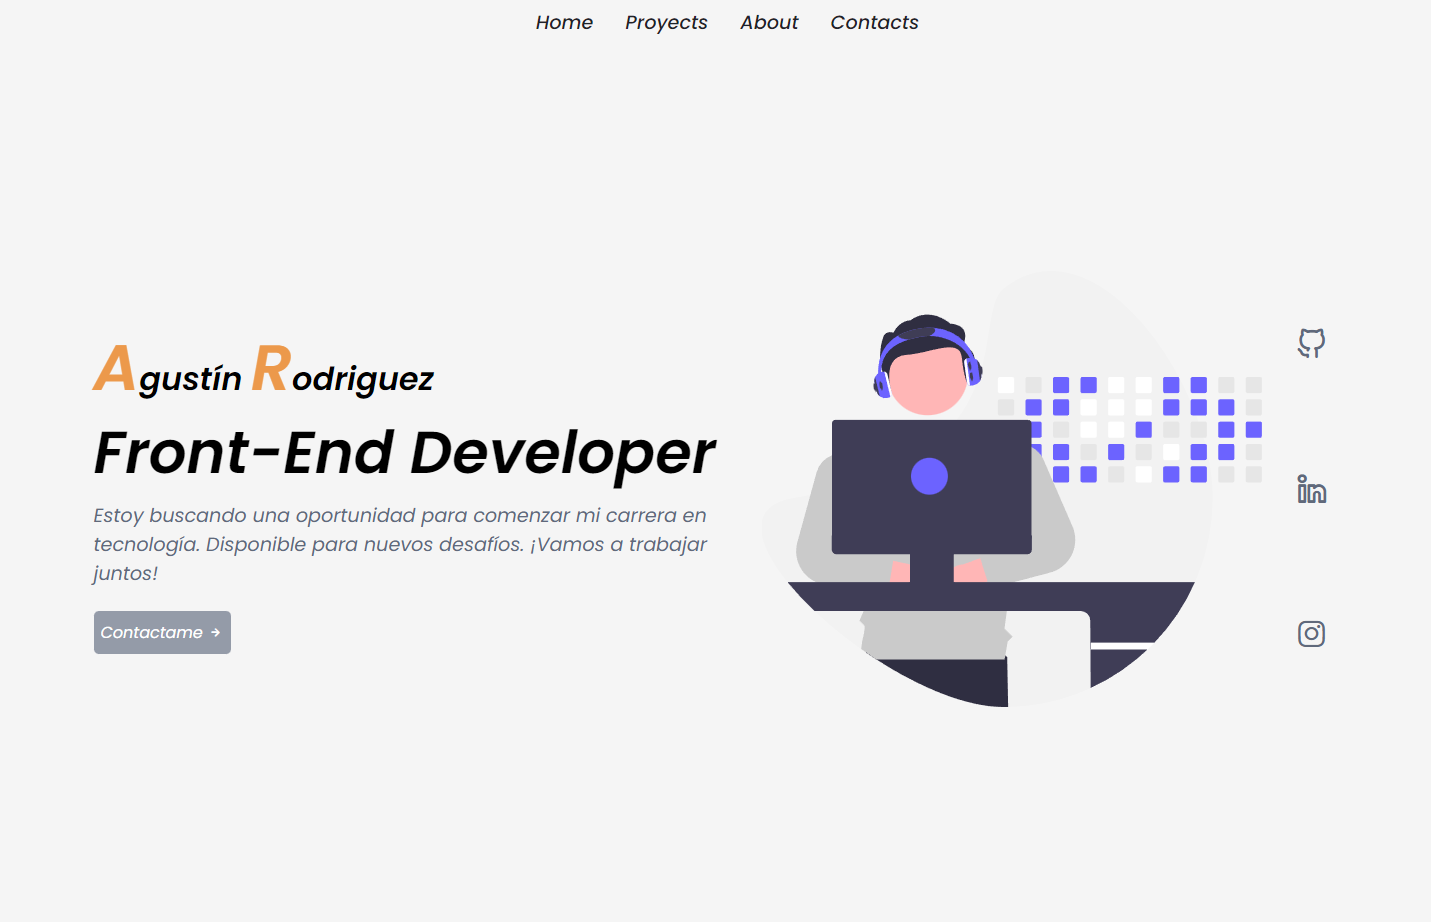 Home Proyects About Contacts
Agustín Rodriguez
Front-End Developer
Estoy buscando una oportunidad para comenzar mi carrera en
tecnología. Disponible para nuevos desafíos. ¡Vamos a trabajar
juntos!
Contactame →